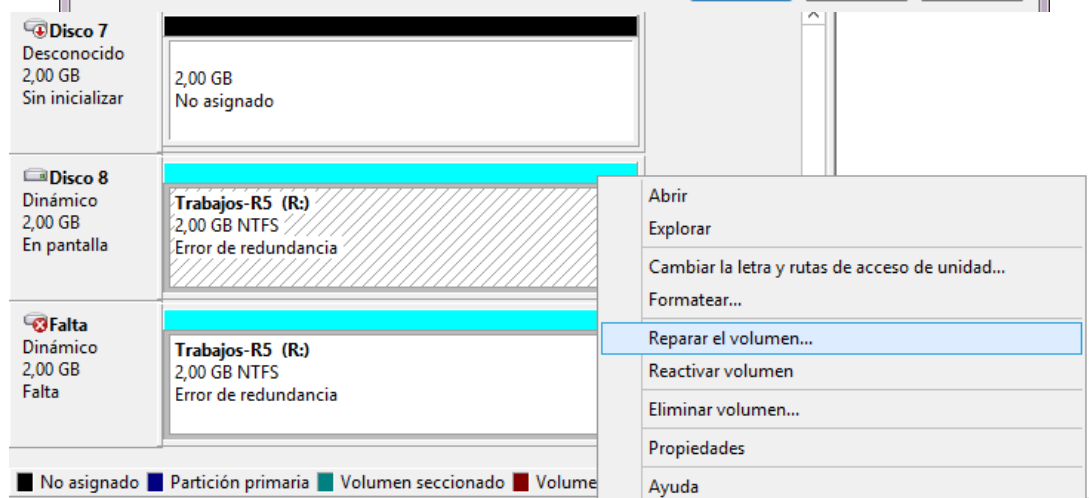 Disco 7
Desconocido
2,00 GB
Sin inicializar
2,00 GB
No asignado
Disco 8
Dinámico
2,00 GB
En pantalla
Trabajos-R5 (R:)
2,00 GB NTFS
Error de redundancia
Falta
Dinámico
2,00 GB
Falta
Trabajos-R5 (R:)
2,00 GB NTFS
Error de redundancia
Abrir
Explorar
Cambiar la letra y rutas de acceso de unidad...
Formatear...
Reparar el volumen...
Reactivar volumen
Eliminar volumen...
Propiedades
Ayuda
No asignado Partición primaria Volumen seccionado Volume